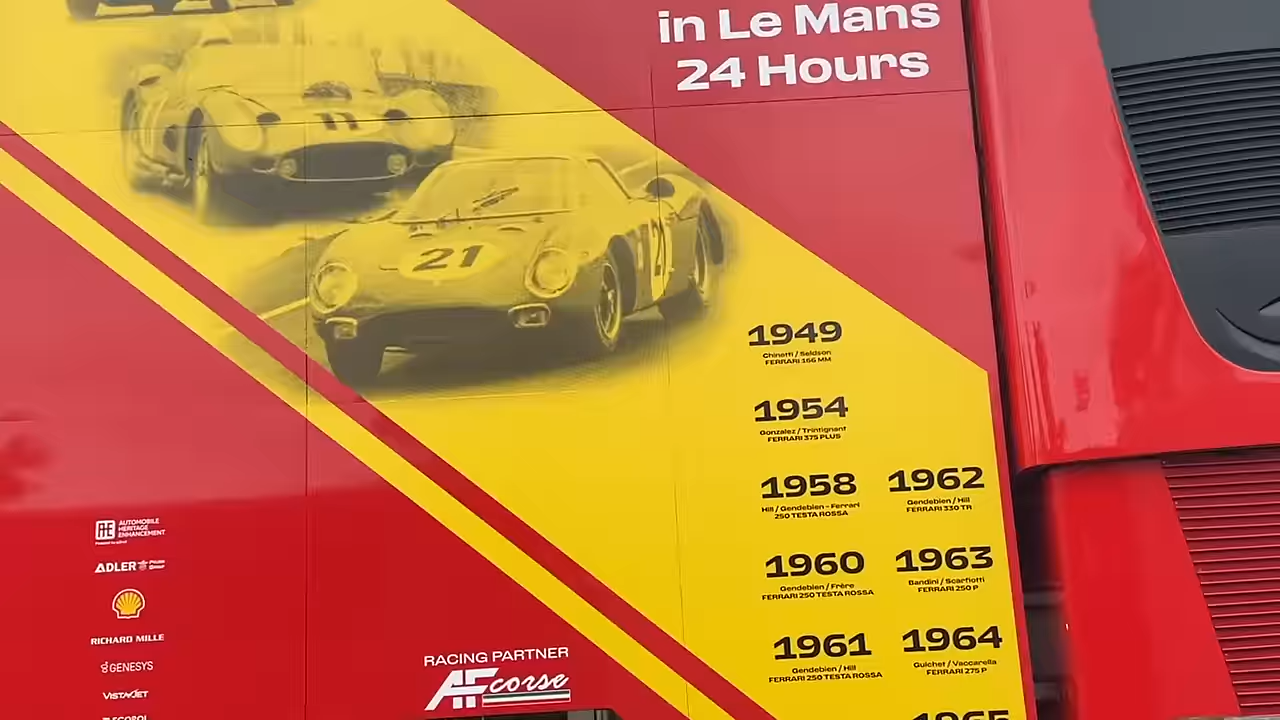 in Le Mans
24 Hours
11
21
21
1949
Chinetti / Seldson
FERRARI 166 MM
1954
Gonzalez / Trintignant
FERRARI 375 PLUS
1958
Hill / Gendebien - Ferrari
250 TESTA ROSSA
1960
Gendebien / Frère
FERRARI 250 TESTA ROSSA
1961
Gendebien / Hill
FERRARI 250 TESTA ROSSA
1962
Gendebien / Hill
FERRARI 330 TR
1963
Bandini / Scarfiotti
FERRARI 250 P
1964
Guichet / Vaccarella
FERRARI 275 P
1965
AUTOMOBILE
HERITAGE
ENHANCEMENT
ADLER
RICHARD MILLE
GENESYS
VISTAJET
RACING PARTNER
AF corse